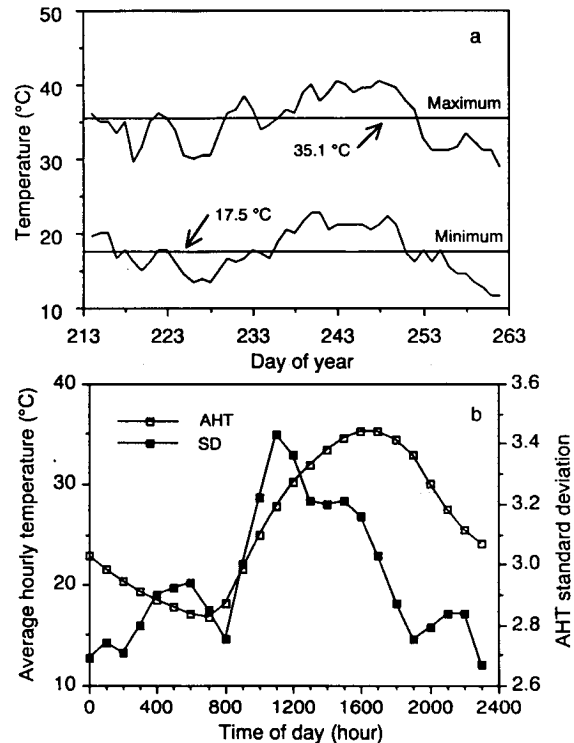 a
Temperature (°C)
50
40
30
20
10
Maximum
35.1 °C
17.5 °C
Minimum
213 223 233 243 253 263
Day of year
b
Average hourly temperature (°C)
40
30
20
10
AHT
SD
3.6
3.4
3.2
3.0
2.8
2.6
AHT standard deviation
0 400 800 1200 1600 2000 2400
Time of day (hour)